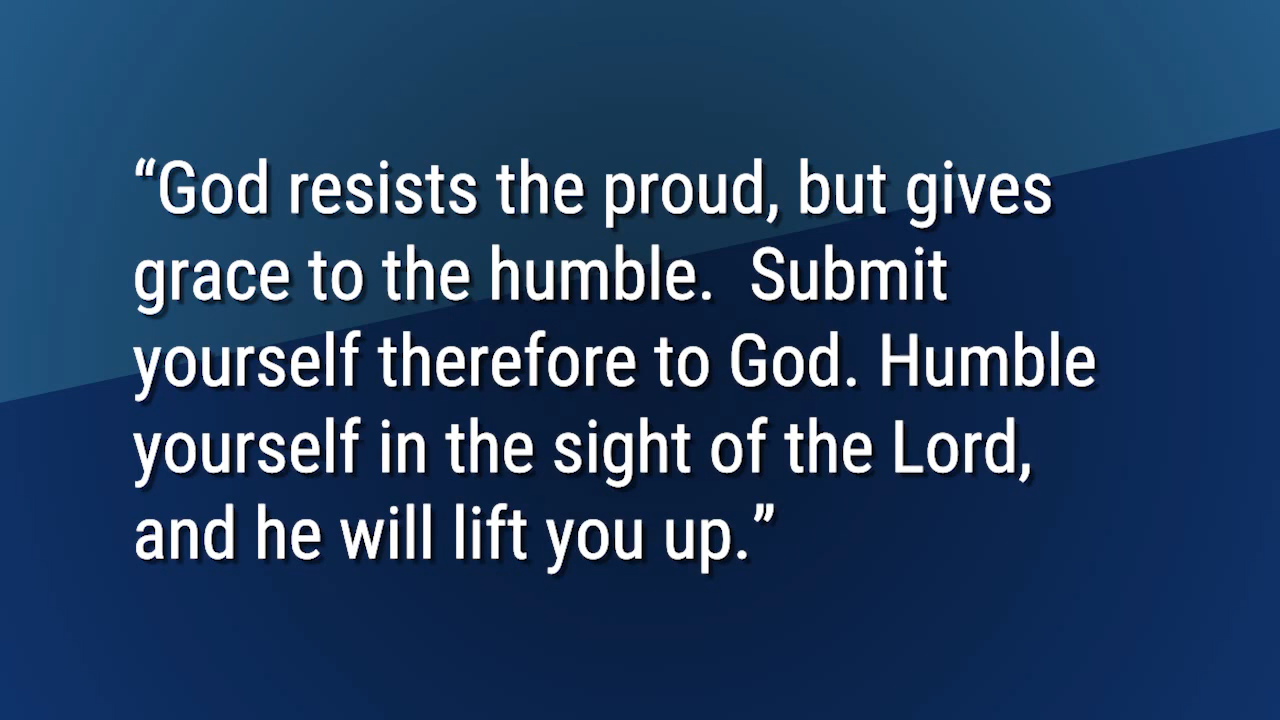 “God resists the proud, but gives
grace to the humble.  Submit
yourself therefore to God. Humble
yourself in the sight of the Lord,
and he will lift you up.”